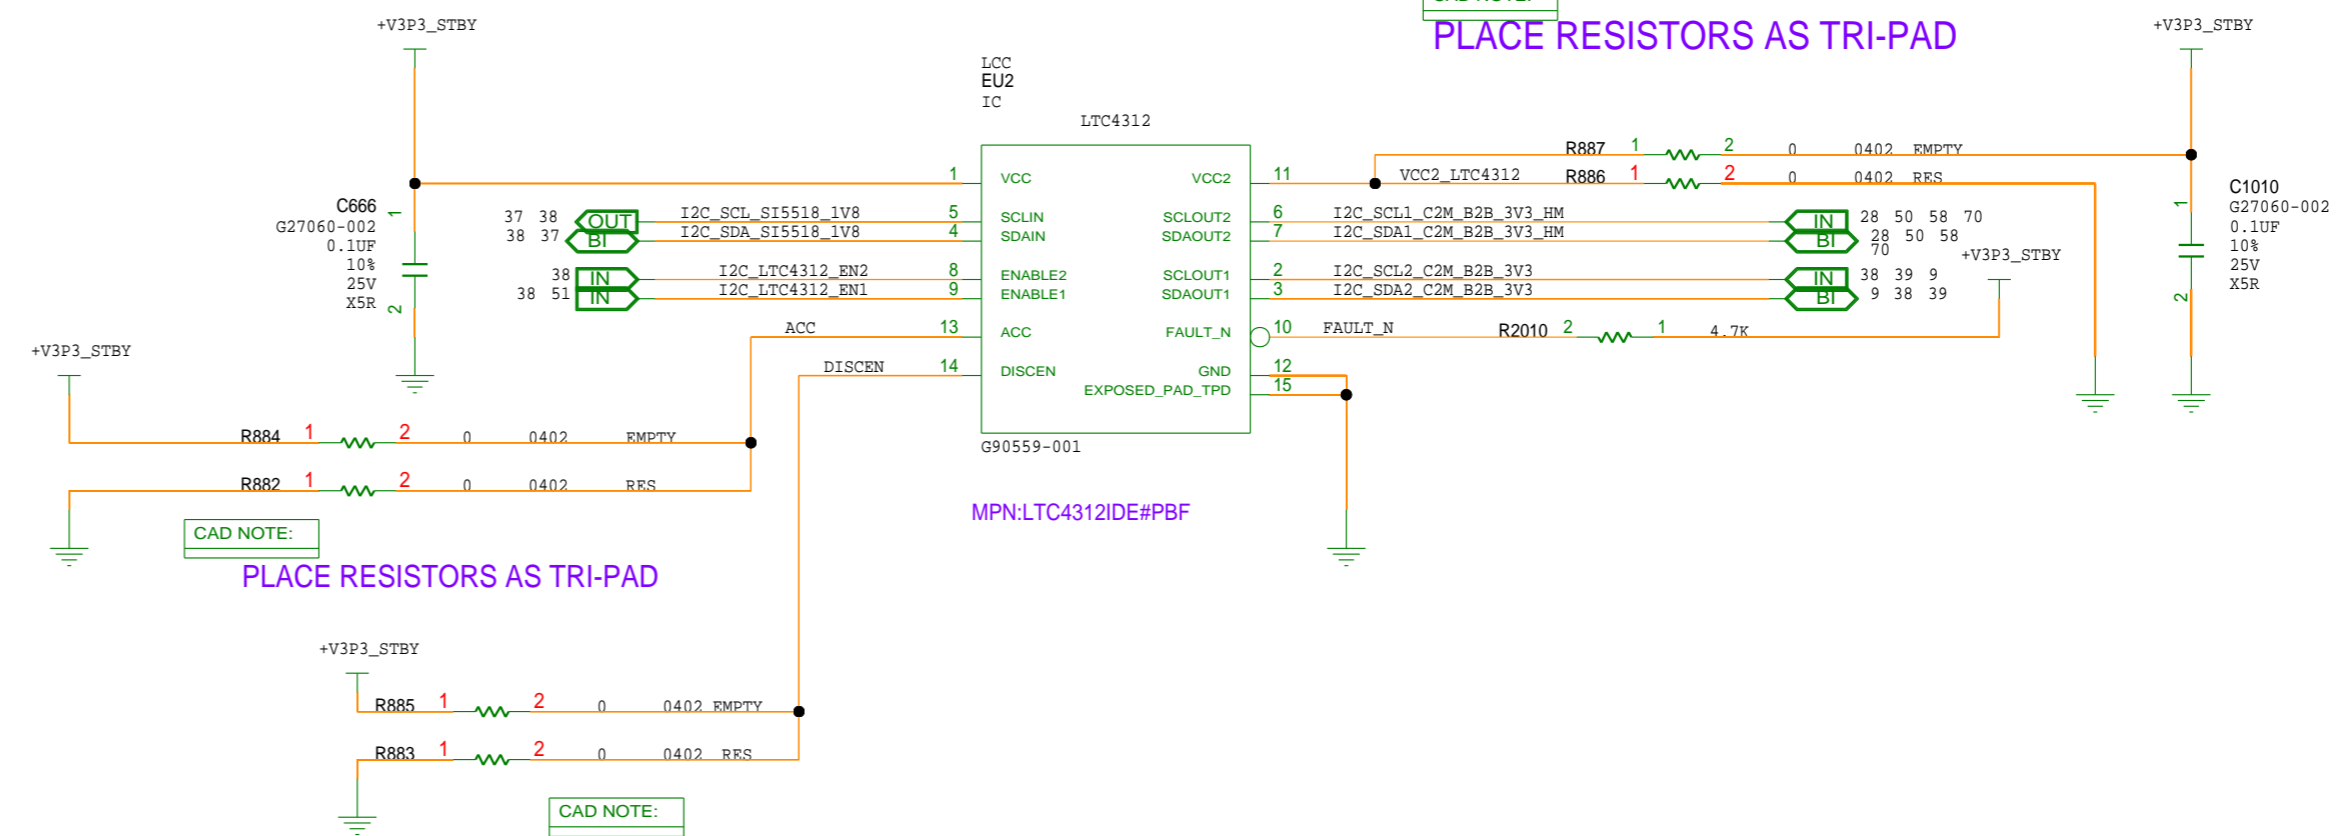 CAD NOTE:
PLACE RESISTORS AS TRI-PAD
+V3P3_STBY
+V3P3_STBY
LCC
EU2
IC
LTC4312
R887 1 2 0 0402 EMPTY
1 VCC VCC2 11 VCC2_LTC4312 R886 1 2 0 0402 RES
C666
G27060-002
0.1UF
10%
25V
X5R
1
2
C1010
G27060-002
0.1UF
10%
25V
X5R
1
2
37 38 OUT I2C_SCL_SI5518_1V8 5 SCLIN SCLOUT2 6 I2C_SCL1_C2M_B2B_3V3_HM IN 28 50 58 70
38 37 BI I2C_SDA_SI5518_1V8 4 SDAIN SDAOUT2 7 I2C_SDA1_C2M_B2B_3V3_HM BI 28 50 58
70
+V3P3_STBY
38 IN I2C_LTC4312_EN2 8 ENABLE2 SCLOUT1 2 I2C_SCL2_C2M_B2B_3V3 IN 38 39 9
38 51 IN I2C_LTC4312_EN1 9 ENABLE1 SDAOUT1 3 I2C_SDA2_C2M_B2B_3V3 BI 9 38 39
ACC 13 ACC FAULT_N 10 FAULT_N R2010 2 1 4.7K
DISCEN 14 DISCEN GND 12
EXPOSED_PAD_TPD 15
+V3P3_STBY
R884 1 2 0 0402 EMPTY
G90559-001
R882 1 2 0 0402 RES
MPN:LTC4312IDE#PBF
CAD NOTE:
PLACE RESISTORS AS TRI-PAD
+V3P3_STBY
R885 1 2 0 0402 EMPTY
R883 1 2 0 0402 RES
CAD NOTE: